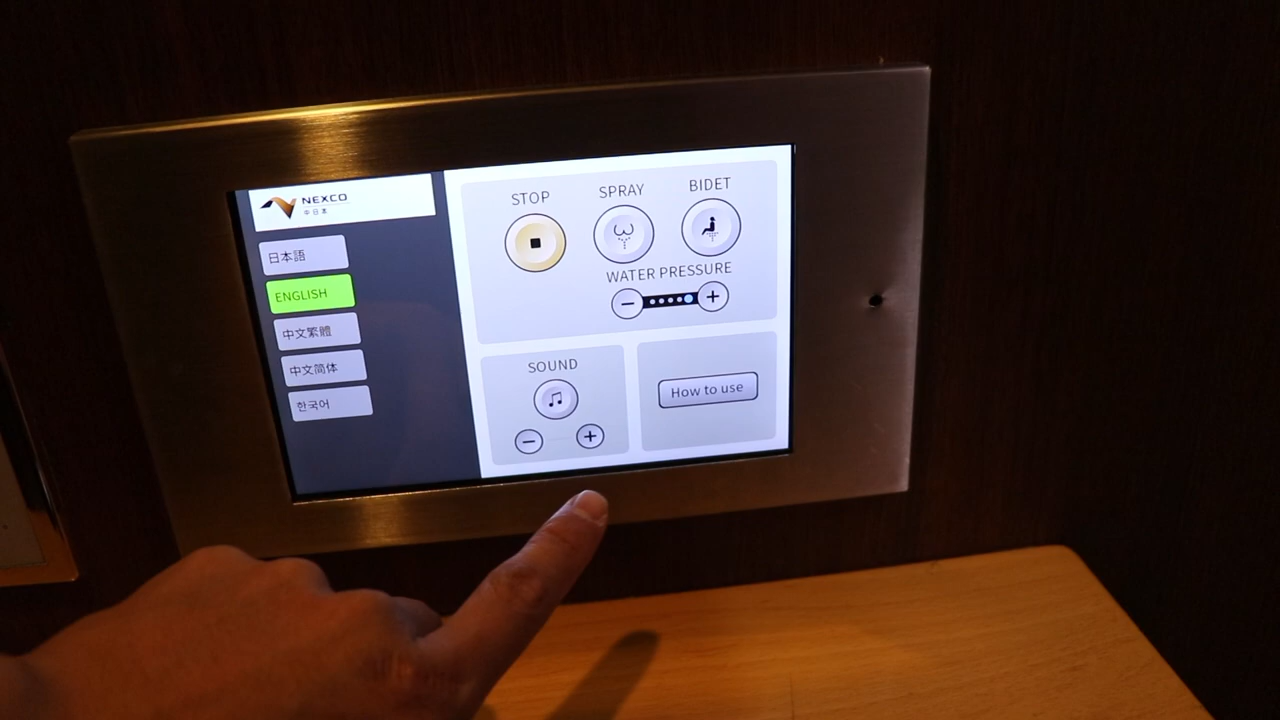 NEXCO
中日本
日本語
ENGLISH
中文繁體
中文简体
한국어
STOP
SPRAY
BIDET
WATER PRESSURE
SOUND
How to use